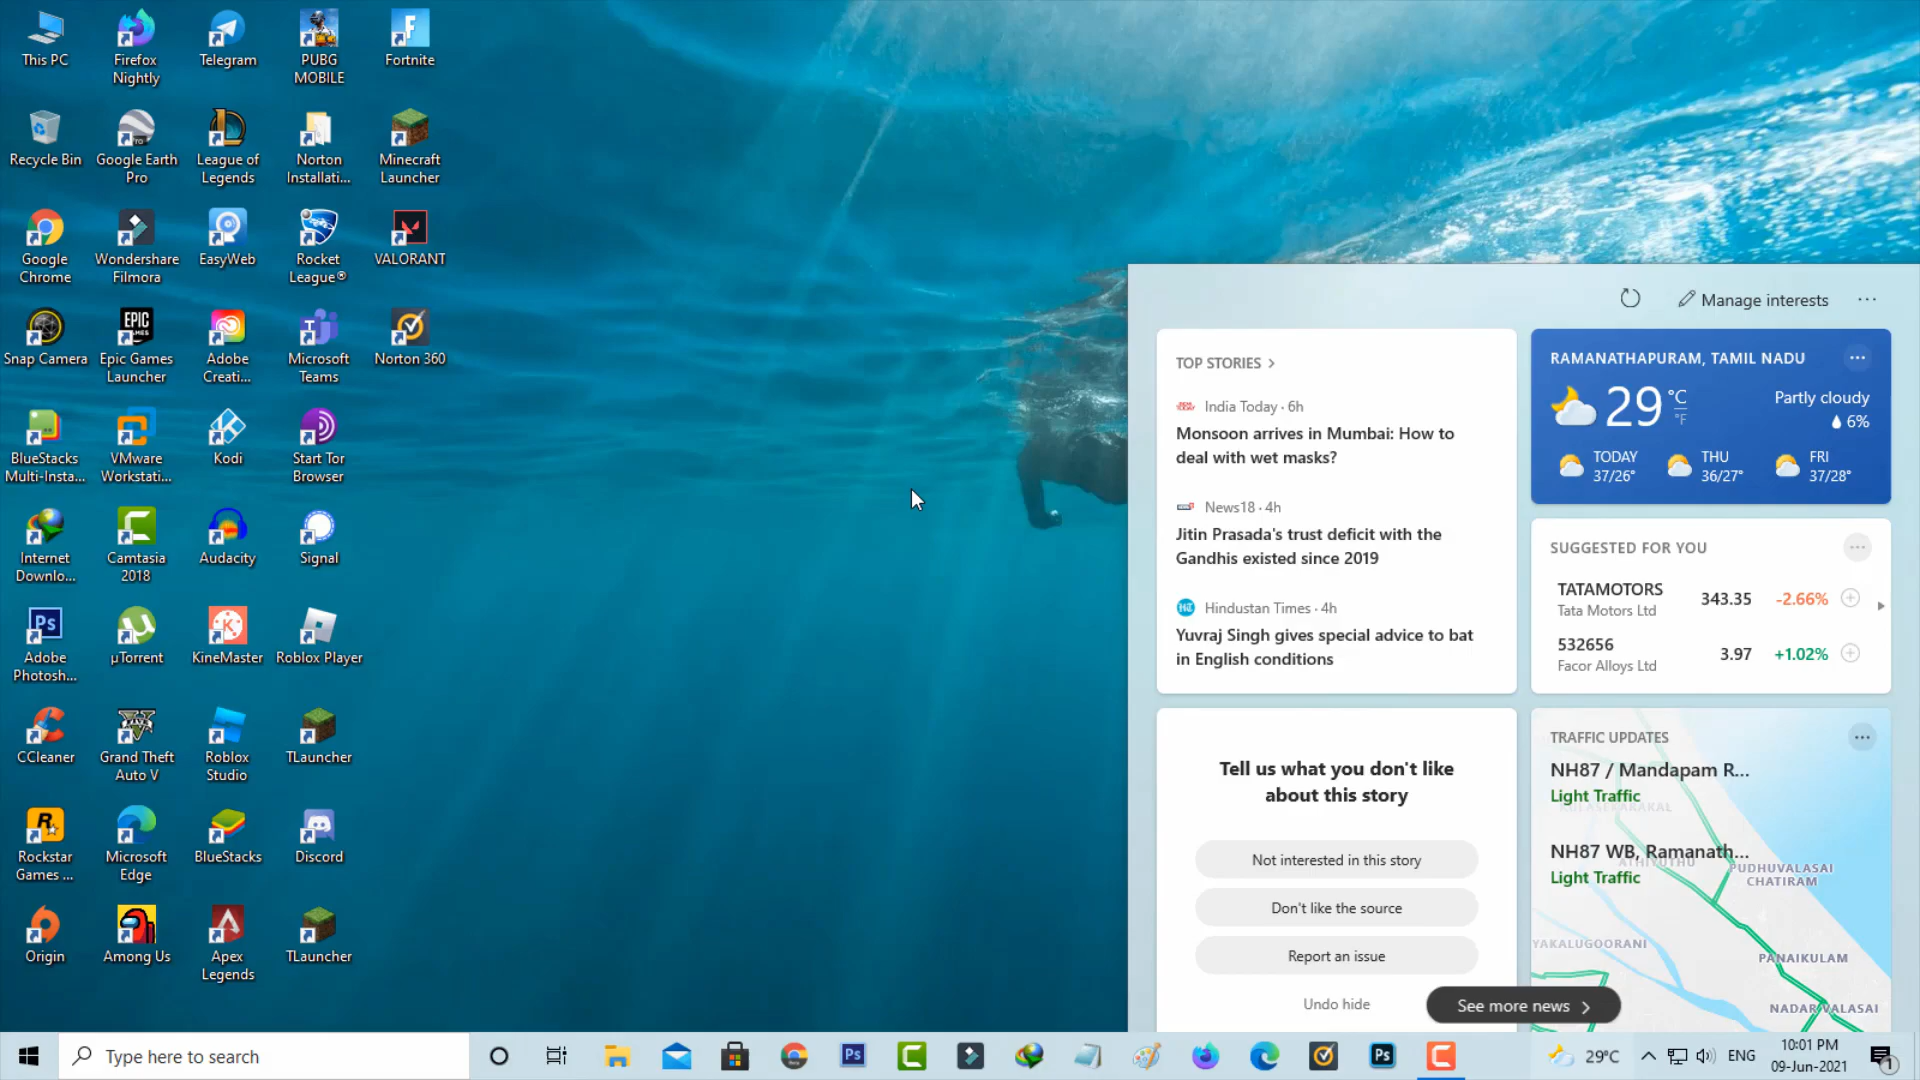 This PC
Firefox
Nightly
Telegram
PUBG
MOBILE
Fortnite
Recycle Bin
Google Earth
Pro
League of
Legends
Norton
Installati...
Minecraft
Launcher
Google
Chrome
Wondershare
Filmora
EasyWeb
Rocket
League®
VALORANT
Snap Camera
Epic Games
Launcher
Adobe
Creati...
Microsoft
Teams
Norton 360
BlueStacks
Multi-Insta...
VMware
Workstati...
Kodi
Start Tor
Browser
Internet
Downlo...
Camtasia
2018
Audacity
Signal
Adobe
Photosh...
µTorrent
KineMaster
Roblox Player
CCleaner
Grand Theft
Auto V
Roblox
Studio
TLauncher
Rockstar
Games ...
Microsoft
Edge
BlueStacks
Discord
Origin
Among Us
Apex
Legends
TLauncher
Manage interests
TOP STORIES >
India Today · 6h
Monsoon arrives in Mumbai: How to
deal with wet masks?
News18 · 4h
Jitin Prasada's trust deficit with the
Gandhis existed since 2019
Hindustan Times · 4h
Yuvraj Singh gives special advice to bat
in English conditions
RAMANATHAPURAM, TAMIL NADU
29 °C
°F
Partly cloudy
6%
TODAY
37/26°
THU
36/27°
FRI
37/28°
SUGGESTED FOR YOU
TATAMOTORS
Tata Motors Ltd
343.35 -2.66%
532656
Facor Alloys Ltd
3.97 +1.02%
Tell us what you don't like
about this story
Not interested in this story
Don't like the source
Report an issue
Undo hide
See more news >
TRAFFIC UPDATES
NH87 / Mandapam R...
Light Traffic
NH87 WB, Ramanath...
Light Traffic
ATHIYUTHU
PUDHUVALASAI
CHATIRAM
YAKALUGOORANI
PANAIKULAM
NADAR VALASAI
Type here to search
29°C
ENG
10:01 PM
09-Jun-2021
1